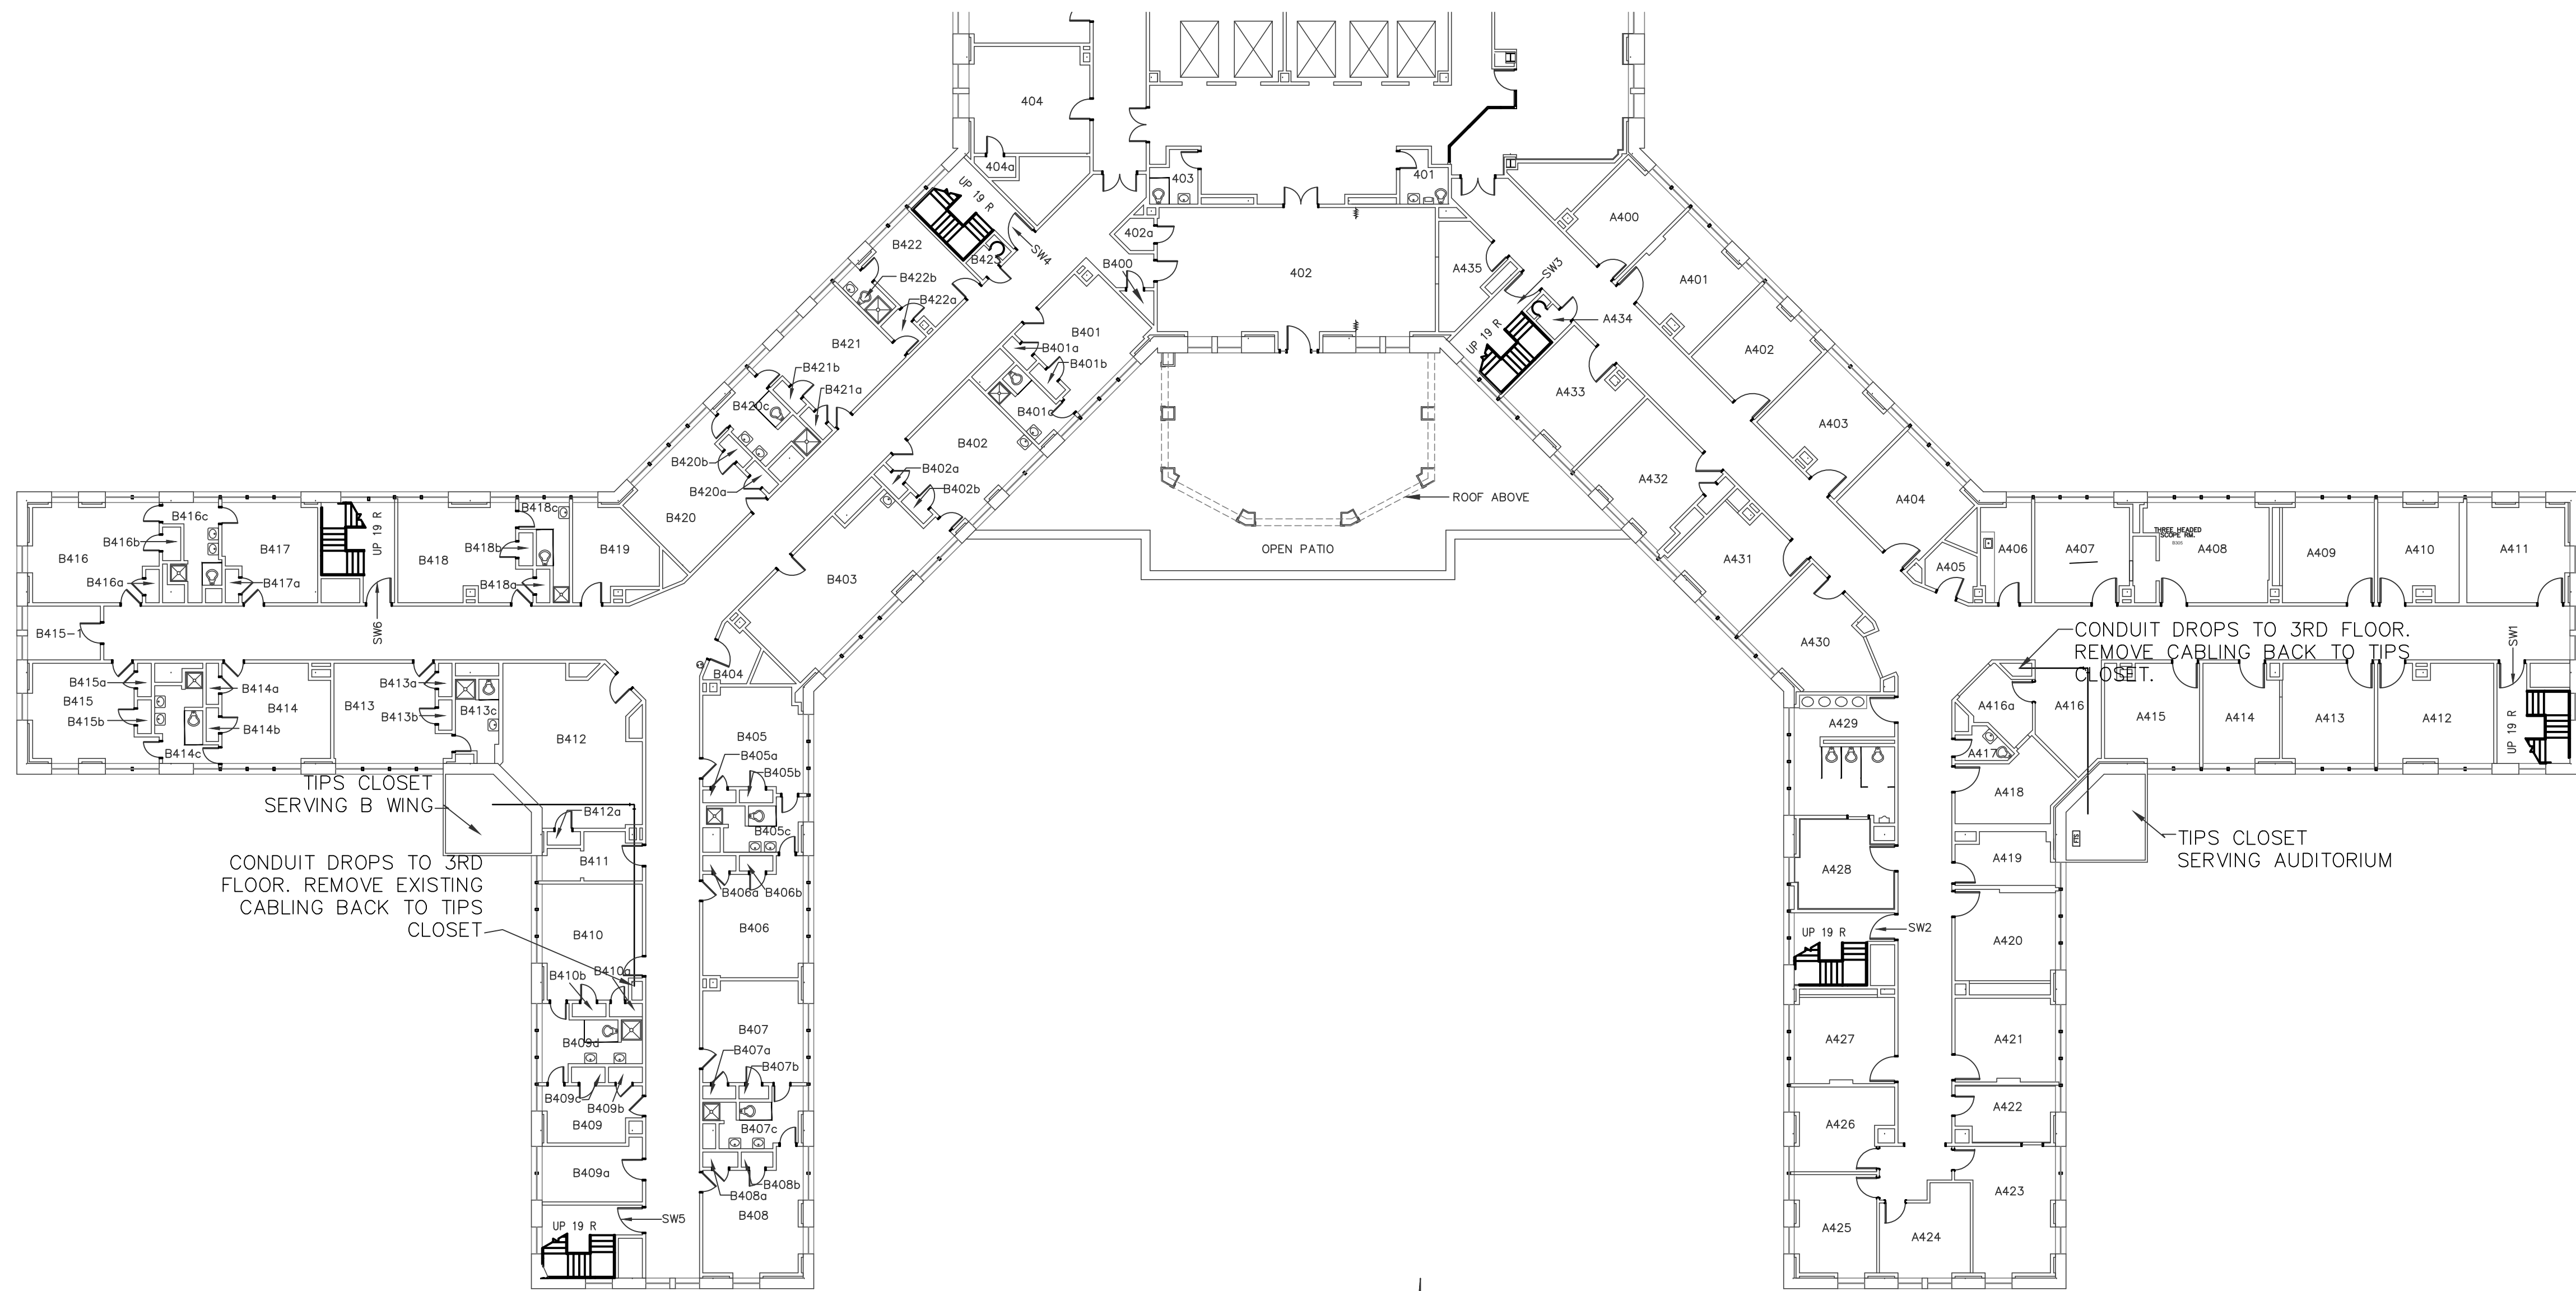 404
404a
UP 19 R
403
401
402a
402
SW4
B400
B422
B423
B422b
B422a
B401
B401a
B401b
B401c
B421
B421b
B421a
B420c
B420b
B420a
B420
B402
B402a
B402b
B403
B404
A400
A435
SW3
A401
A434
UP 19 R
A402
A433
A403
A432
A404
A431
A405
A430
ROOF ABOVE
OPEN PATIO
B416c
B416b
B416
B416a
B417
B417a
UP 19 R
B418c
B418b
B418
B418a
B419
B415-1
SW6
B415a
B415
B415b
B414a
B414
B414b
B414c
B413a
B413
B413b
B413c
B412
TIPS CLOSET
SERVING B WING
B412a
B411
CONDUIT DROPS TO 3RD
FLOOR. REMOVE EXISTING
CABLING BACK TO TIPS
CLOSET
B410
B410b
B410a
B409d
B409c
B409b
B409
B409a
UP 19 R
SW5
B405
B405a
B405b
B405c
B406a
B406b
B406
B407
B407a
B407b
B407c
B408a
B408b
B408
A406
A407
THREE HEADED
SCOPE RM.
A408
A409
A410
A411
CONDUIT DROPS TO 3RD FLOOR.
REMOVE CABLING BACK TO TIPS
CLOSET.
SW1
A416a
A416
A415
A414
A413
A412
UP 19 R
A417
A418
TIPS CLOSET
SERVING AUDITORIUM
A429
A428
A419
SW2
UP 19 R
A420
A427
A421
A426
A422
A425
A424
A423